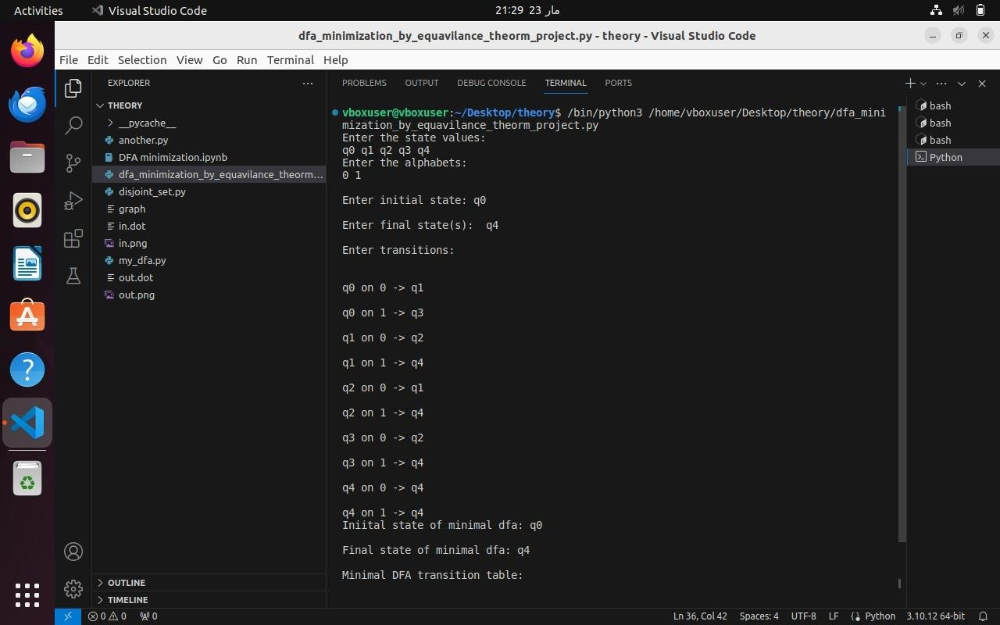 Activities
Visual Studio Code
21:29 23 مار
dfa_minimization_by_equavilance_theorm_project.py - theory - Visual Studio Code
File Edit Selection View Go Run Terminal Help
EXPLORER
THEORY
__pycache__
another.py
DFA minimization.ipynb
dfa_minimization_by_equavilance_theorm...
disjoint_set.py
graph
in.dot
in.png
my_dfa.py
out.dot
out.png
OUTLINE
TIMELINE
PROBLEMS OUTPUT DEBUG CONSOLE TERMINAL PORTS
vboxuser@vboxuser:~/Desktop/theory$ /bin/python3 /home/vboxuser/Desktop/theory/dfa_mini
mization_by_equavilance_theorm_project.py
Enter the state values:
q0 q1 q2 q3 q4
Enter the alphabets:
0 1
Enter initial state: q0
Enter final state(s):  q4
Enter transitions:
q0 on 0 -> q1
q0 on 1 -> q3
q1 on 0 -> q2
q1 on 1 -> q4
q2 on 0 -> q1
q2 on 1 -> q4
q3 on 0 -> q2
q3 on 1 -> q4
q4 on 0 -> q4
q4 on 1 -> q4
Iniital state of minimal dfa: q0
Final state of minimal dfa: q4
Minimal DFA transition table:
bash
bash
bash
Python
0 0 0
Ln 36, Col 42 Spaces: 4 UTF-8 LF Python 3.10.12 64-bit